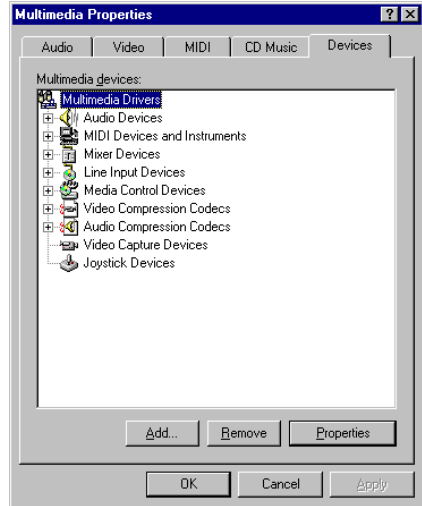 Multimedia Properties
Audio Video MIDI CD Music Devices
Multimedia devices:
Multimedia Drivers
Audio Devices
MIDI Devices and Instruments
Mixer Devices
Line Input Devices
Media Control Devices
Video Compression Codecs
Audio Compression Codecs
Video Capture Devices
Joystick Devices
Add... Remove Properties
OK Cancel Apply